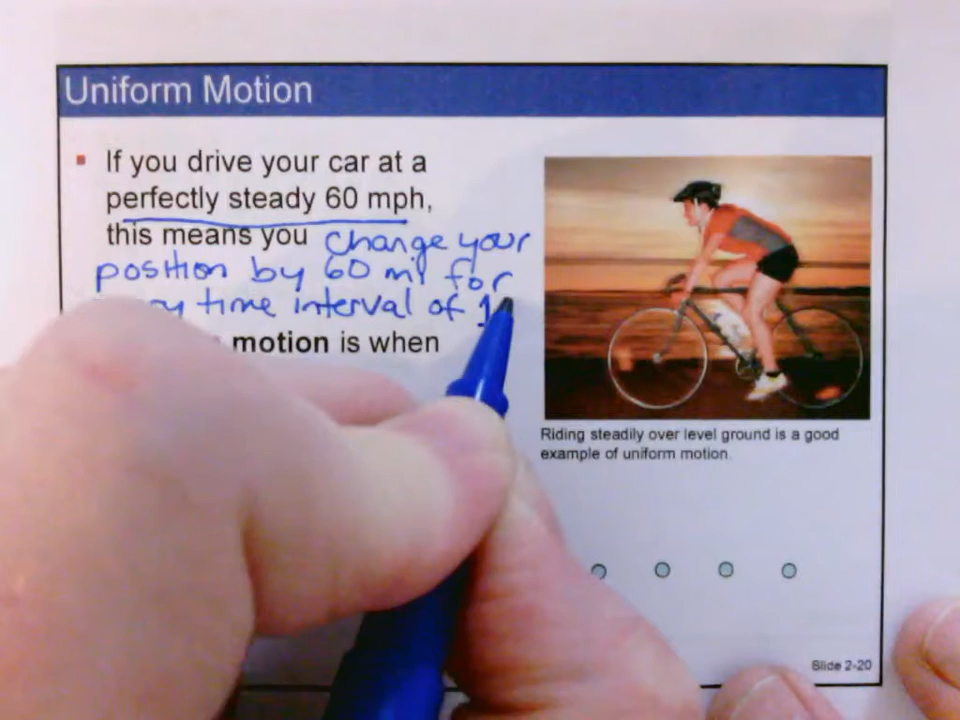 Uniform Motion
If you drive your car at a
perfectly steady 60 mph,
this means you change your
position by 60 mi for
time interval of 1
motion is when
Riding steadily over level ground is a good
example of uniform motion.
Slide 2-20